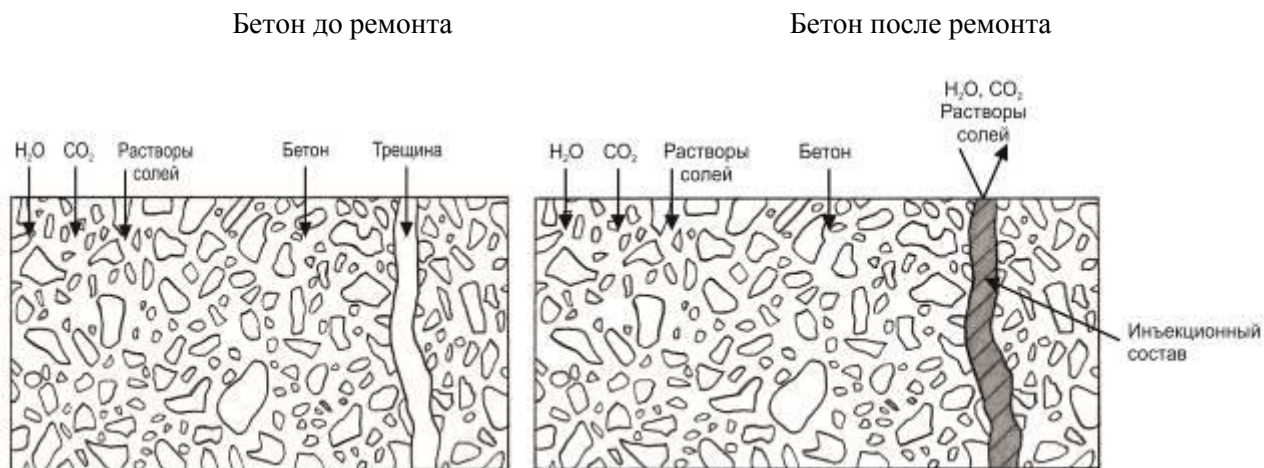 Бетон до ремонта
Бетон после ремонта
H₂O
CO₂
Растворы
солей
Бетон
Трещина
H₂O
CO₂
Растворы
солей
Бетон
H₂O, CO₂
Растворы
солей
Инъекционный
состав